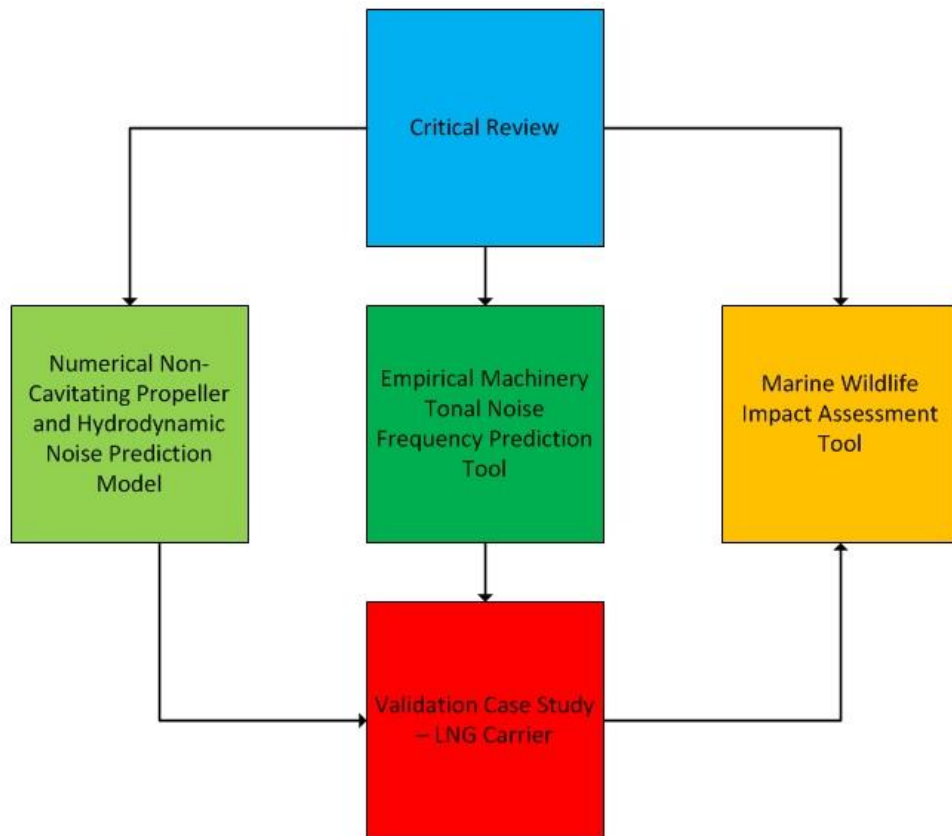 Critical Review
Numerical Non-
Cavitating Propeller
and Hydrodynamic
Noise Prediction
Model
Empirical Machinery
Tonal Noise
Frequency Prediction
Tool
Marine Wildlife
Impact Assessment
Tool
Validation Case Study
– LNG Carrier